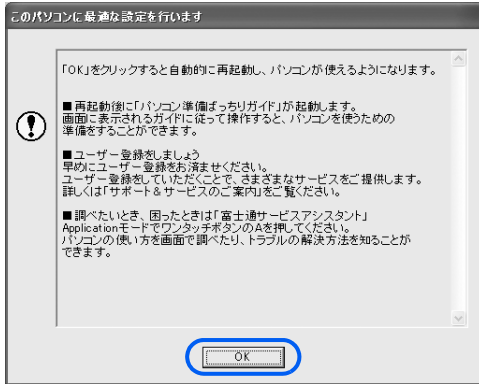 このパソコンに最適な設定を行います
「OK」をクリックすると自動的に再起動し、パソコンが使えるようになります。
■再起動後に「パソコン準備ばっちりガイド」が起動します。
画面に表示されるガイドに従って操作すると、パソコンを使うための
準備をすることができます。
■ユーザー登録をしましょう
早めにユーザー登録をお済ませください。
ユーザー登録をしていただくことで、さまざまなサービスをご提供します。
詳しくは「サポート&サービスのご案内」をご覧ください。
■調べたいとき、困ったときは「富士通サービスアシスタント」
ApplicationモードでワンタッチボタンのAを押してください。
パソコンの使い方を画面で調べたり、トラブルの解決方法を知ることが
できます。
OK